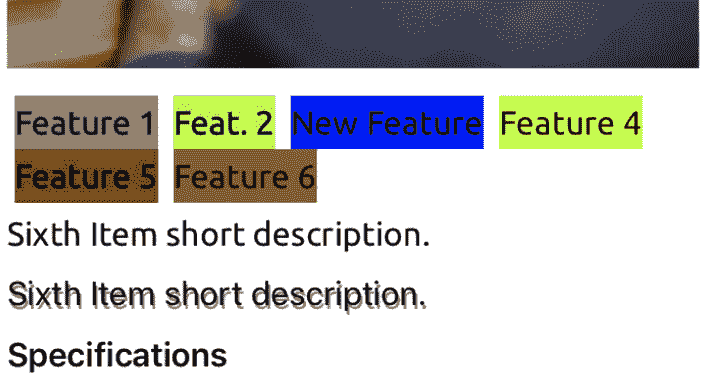 Feature 1 Feat. 2 New Feature Feature 4
Feature 5 Feature 6
Sixth Item short description.
Sixth Item short description.
Specifications